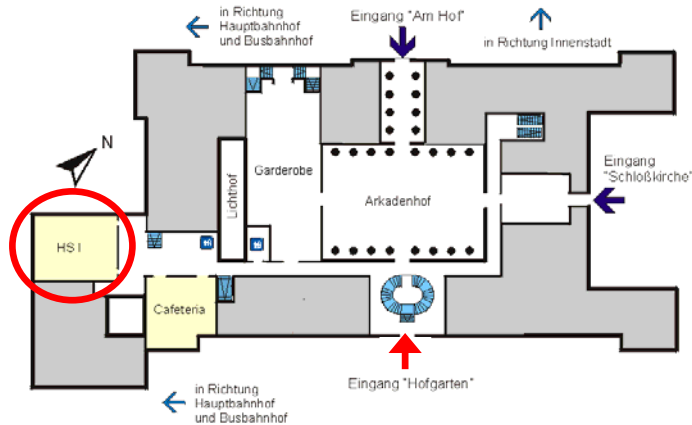 in Richtung
Hauptbahnhof
und Busbahnhof
Eingang "Am Hof"
in Richtung Innenstadt
N
Garderobe
Lichthof
Arkadenhof
Eingang
"Schloßkirche"
HS I
Cafeteria
Eingang "Hofgarten"
in Richtung
Hauptbahnhof
und Busbahnhof